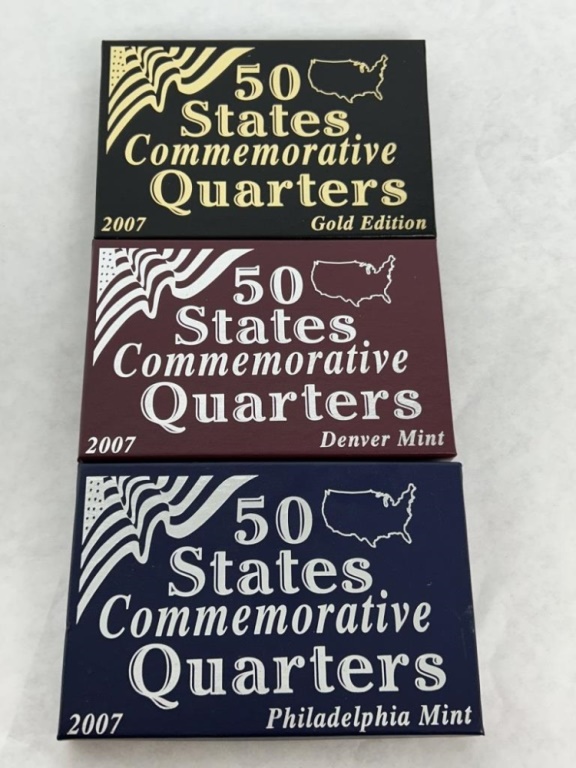 50
States
Commemorative
Quarters
2007 Gold Edition
50
States
Commemorative
Quarters
2007 Denver Mint
50
States
Commemorative
Quarters
2007 Philadelphia Mint